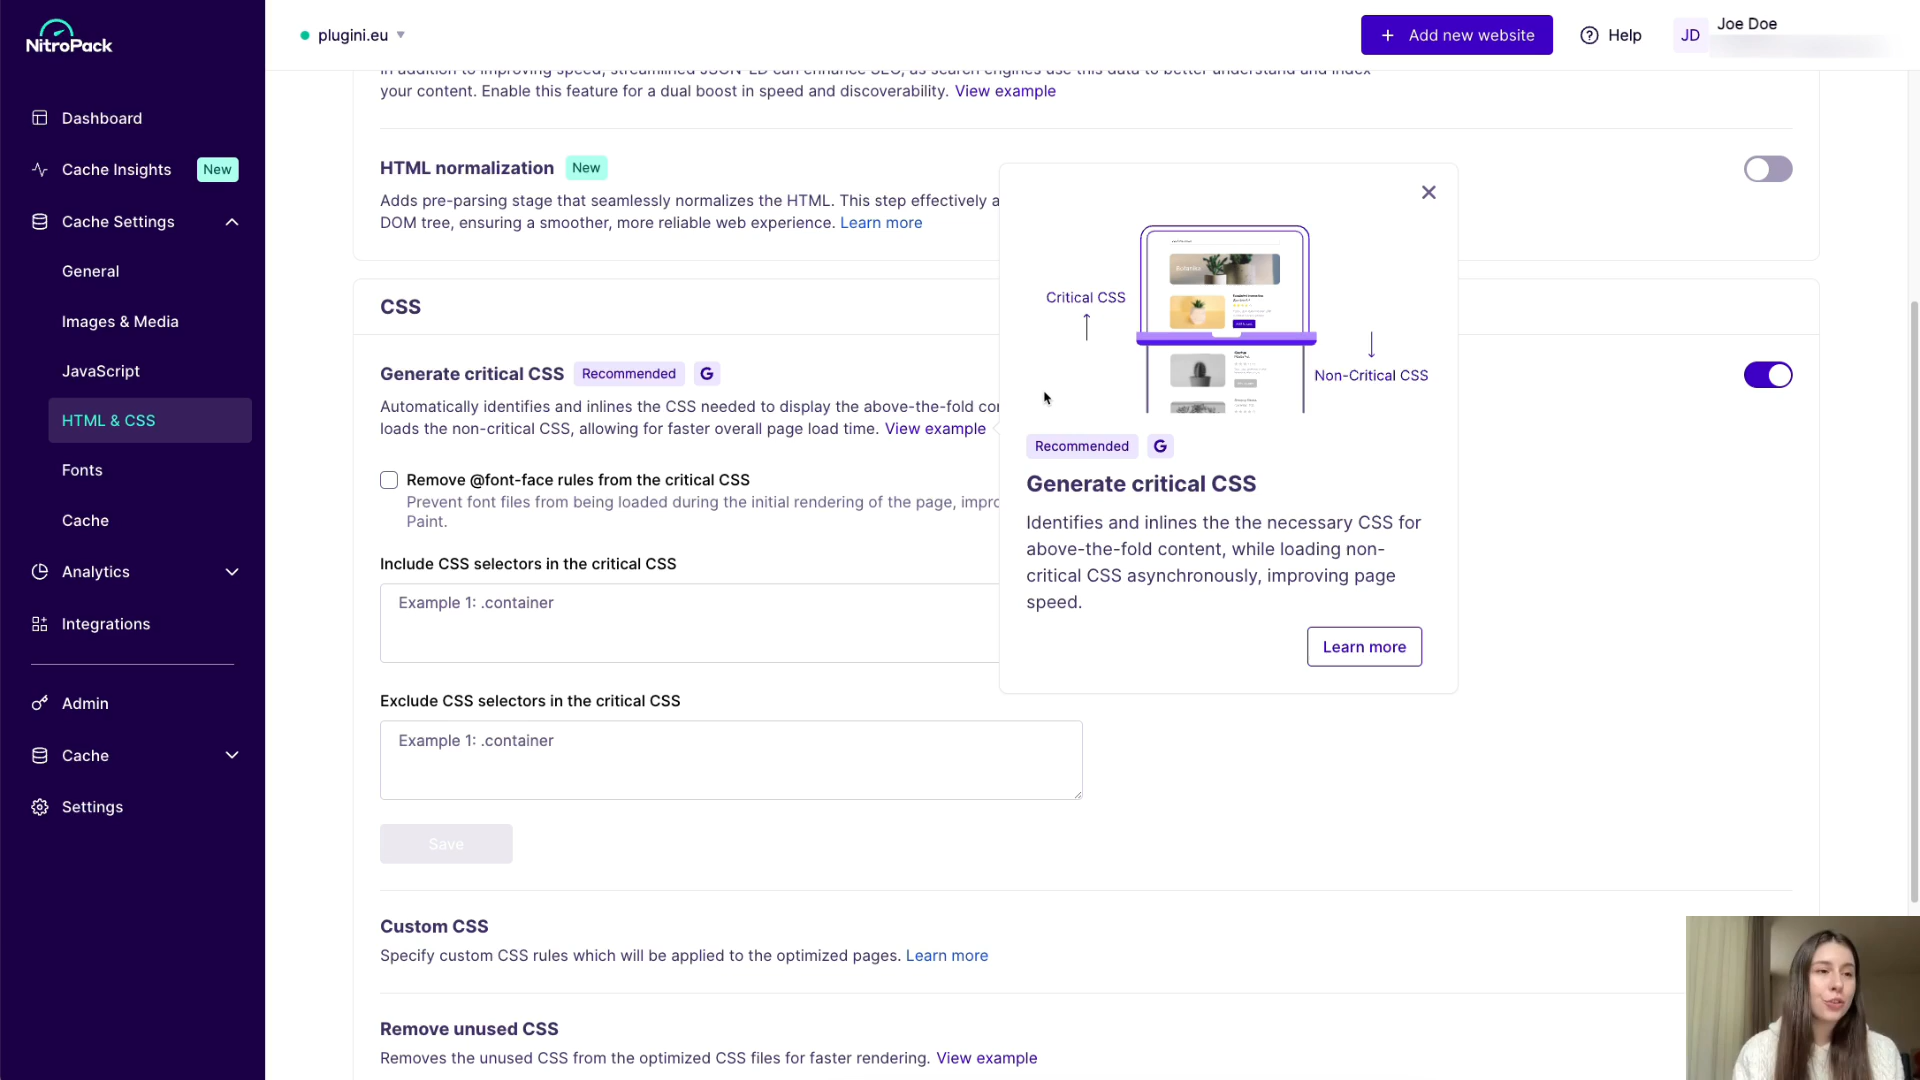 NitroPack
plugini.eu
Add new website
Help
JD
Joe Doe
Dashboard
Cache Insights New
Cache Settings
General
Images & Media
JavaScript
HTML & CSS
Fonts
Cache
Analytics
Integrations
Admin
Cache
Settings
In addition to improving speed, streamlined JSON-LD can enhance SEO, as search engines use this data to better understand and index
your content. Enable this feature for a dual boost in speed and discoverability. View example
HTML normalization New
Adds pre-parsing stage that seamlessly normalizes the HTML. This step effectively a
DOM tree, ensuring a smoother, more reliable web experience. Learn more
CSS
Generate critical CSS Recommended G
Automatically identifies and inlines the CSS needed to display the above-the-fold co
loads the non-critical CSS, allowing for faster overall page load time. View example
Remove @font-face rules from the critical CSS
Prevent font files from being loaded during the initial rendering of the page, impro
Paint.
Include CSS selectors in the critical CSS
Example 1: .container
Exclude CSS selectors in the critical CSS
Example 1: .container
Save
Custom CSS
Specify custom CSS rules which will be applied to the optimized pages. Learn more
Remove unused CSS
Removes the unused CSS from the optimized CSS files for faster rendering. View example
Critical CSS
Non-Critical CSS
Recommended G
Generate critical CSS
Identifies and inlines the the necessary CSS for
above-the-fold content, while loading non-
critical CSS asynchronously, improving page
speed.
Learn more